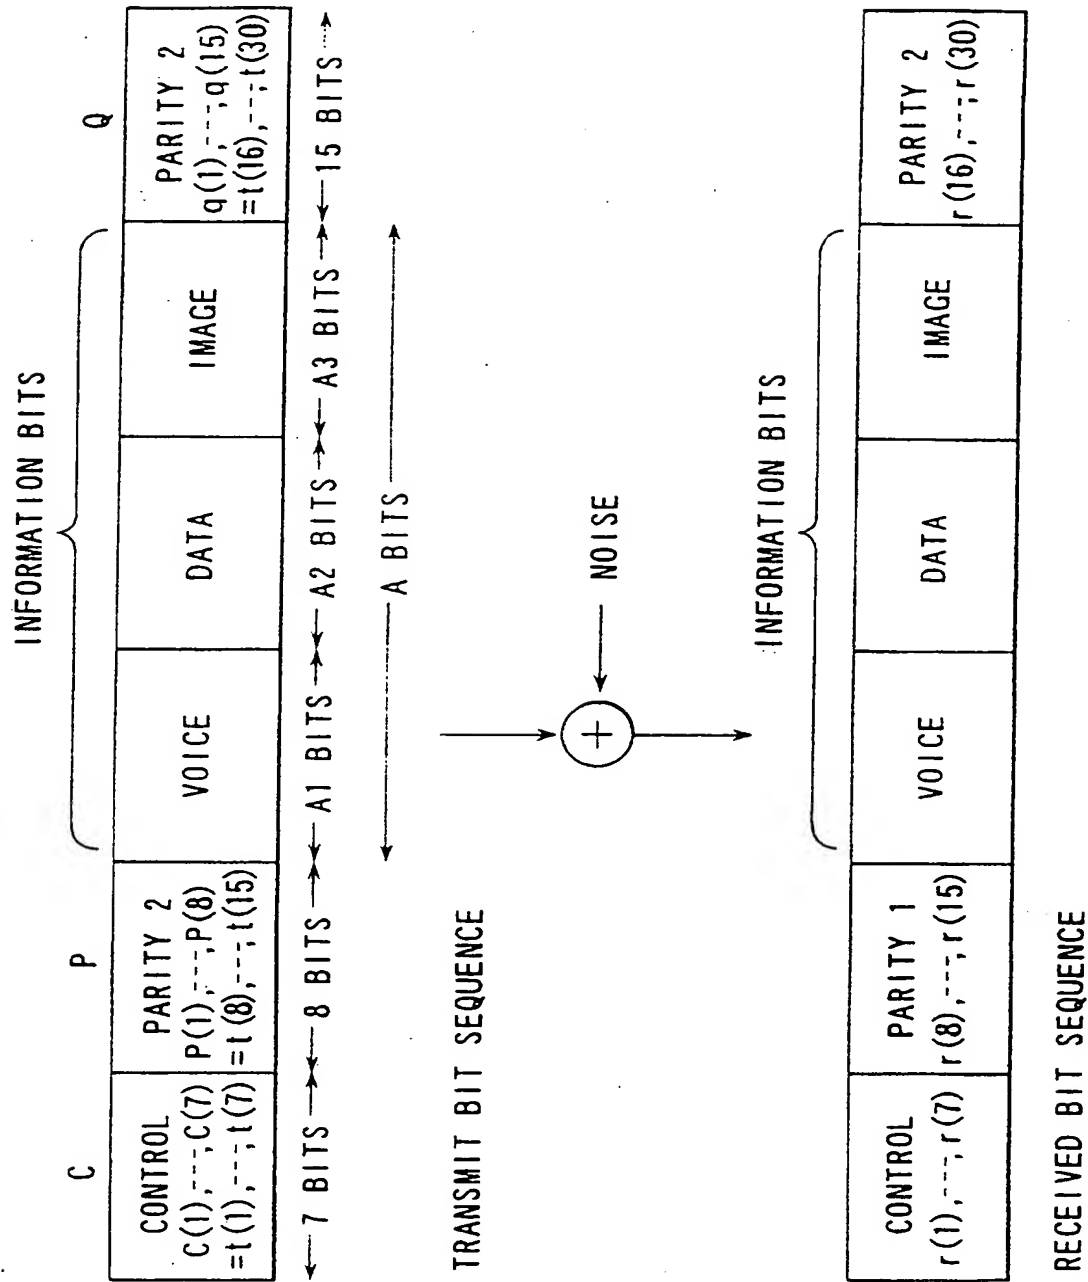 INFORMATION BITS
C
P
Q
CONTROL
C(1),---,C(7)
=t(1),---,t(7)
PARITY 2
P(1),---,P(8)
=t(8),---,t(15)
VOICE
DATA
IMAGE
PARITY 2
q(1),---,q(15)
=t(16),---,t(30)
7 BITS
8 BITS
A1 BITS
A2 BITS
A3 BITS
15 BITS
A BITS
TRANSMIT BIT SEQUENCE
+
NOISE
INFORMATION BITS
CONTROL
r(1),---,r(7)
PARITY 1
r(8),---,r(15)
VOICE
DATA
IMAGE
PARITY 2
r(16),---,r(30)
RECEIVED BIT SEQUENCE